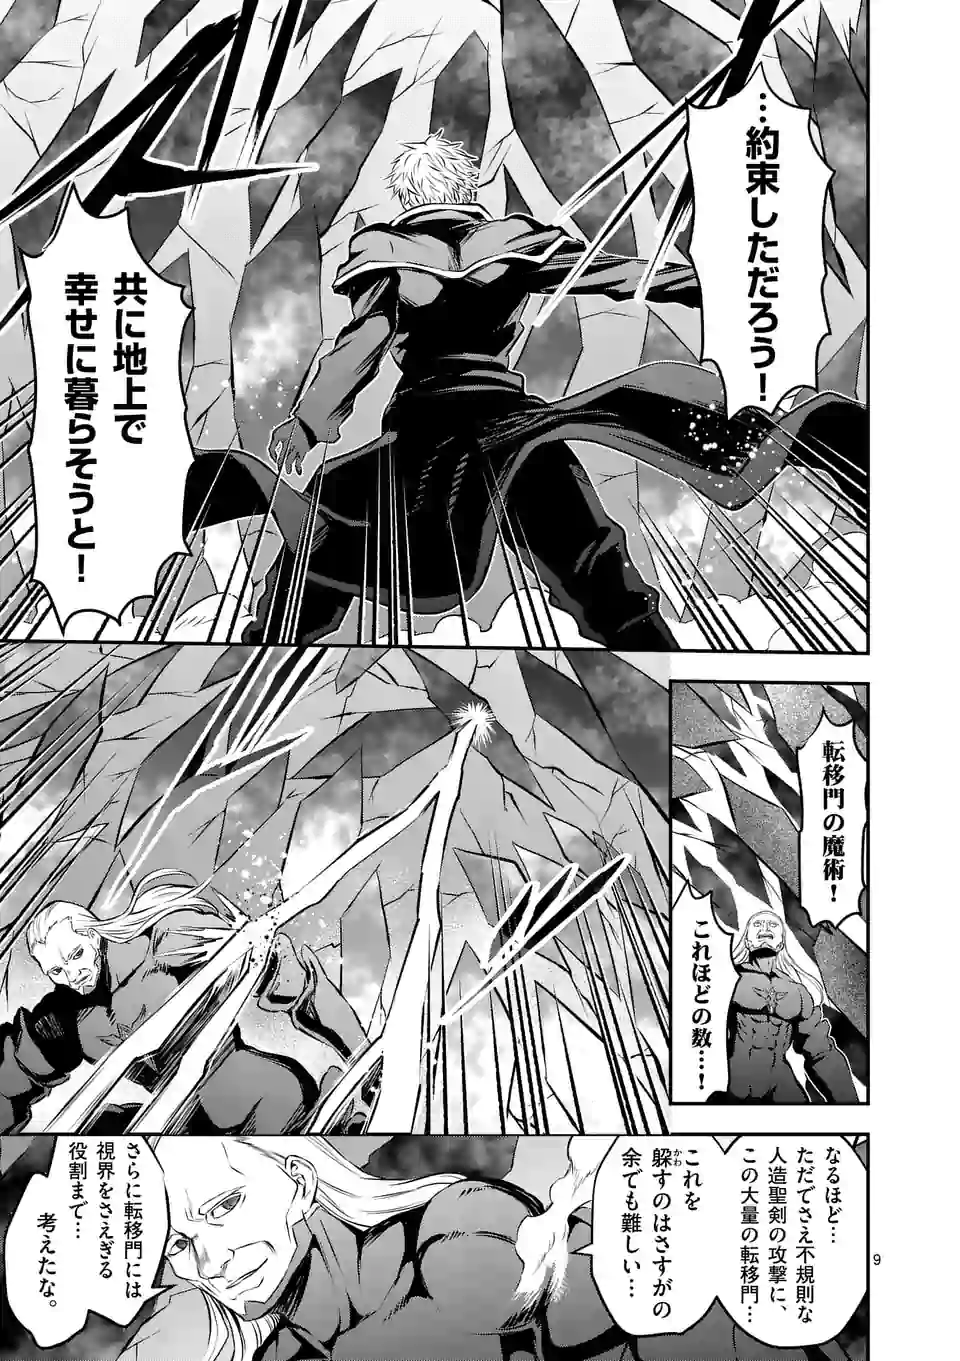 …約束しただろう！
共に地上で
幸せに暮らそうと！
転移門の魔術！
これほどの数…！
なるほど…
ただでさえ不規則な
人造聖剣の攻撃に、
この大量の転移門…
これを
躱すのはさすがの
かわ
余でも難しい…
さらに転移門には
視界をさえぎる
役割まで…
考えたな。
9